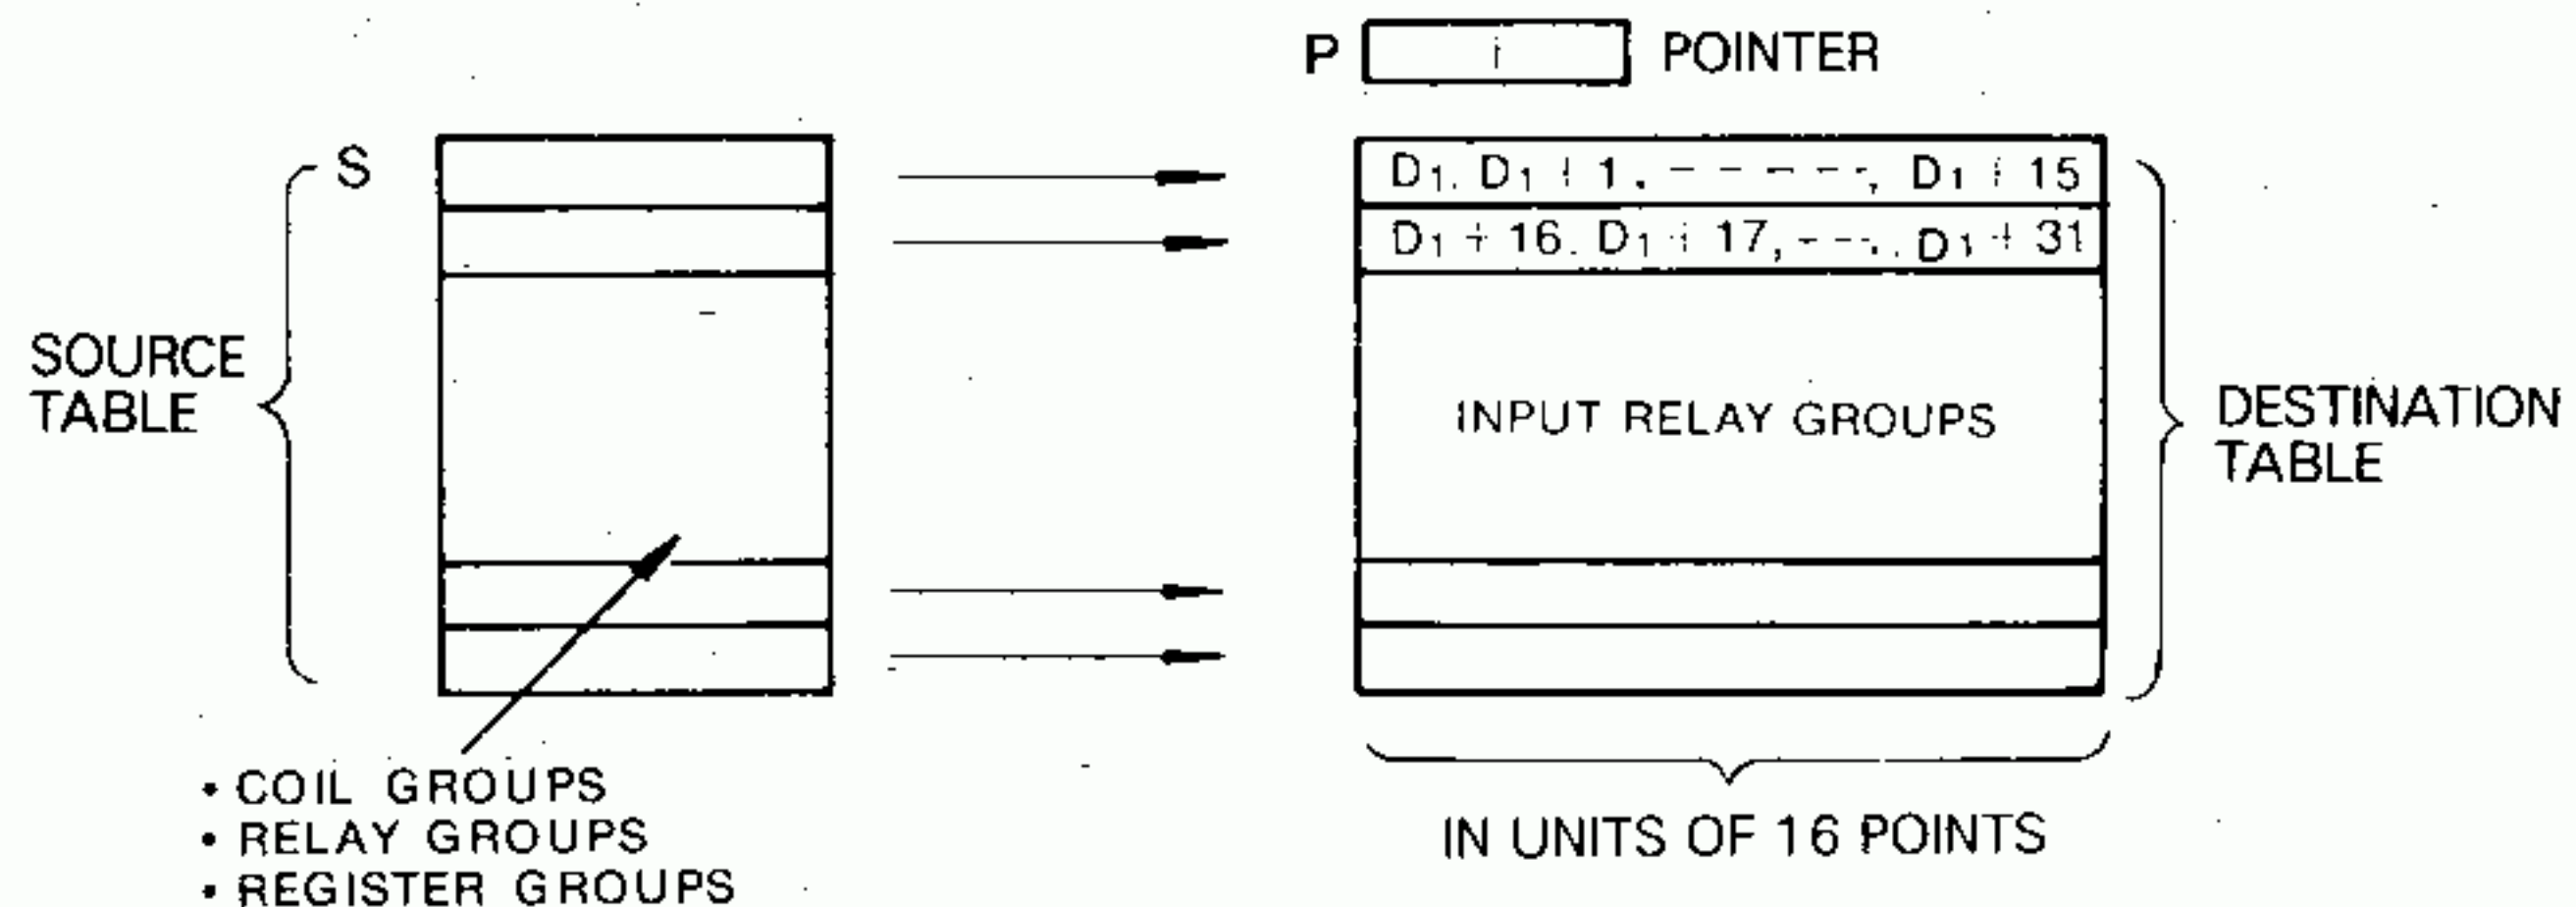 P i POINTER
S
D1, D1 + 1, - - - - -, D1 + 15
D1 + 16, D1 + 17, - - -, D1 + 31
SOURCE
TABLE
INPUT RELAY GROUPS
DESTINATION
TABLE
• COIL GROUPS
• RELAY GROUPS
• REGISTER GROUPS
IN UNITS OF 16 POINTS